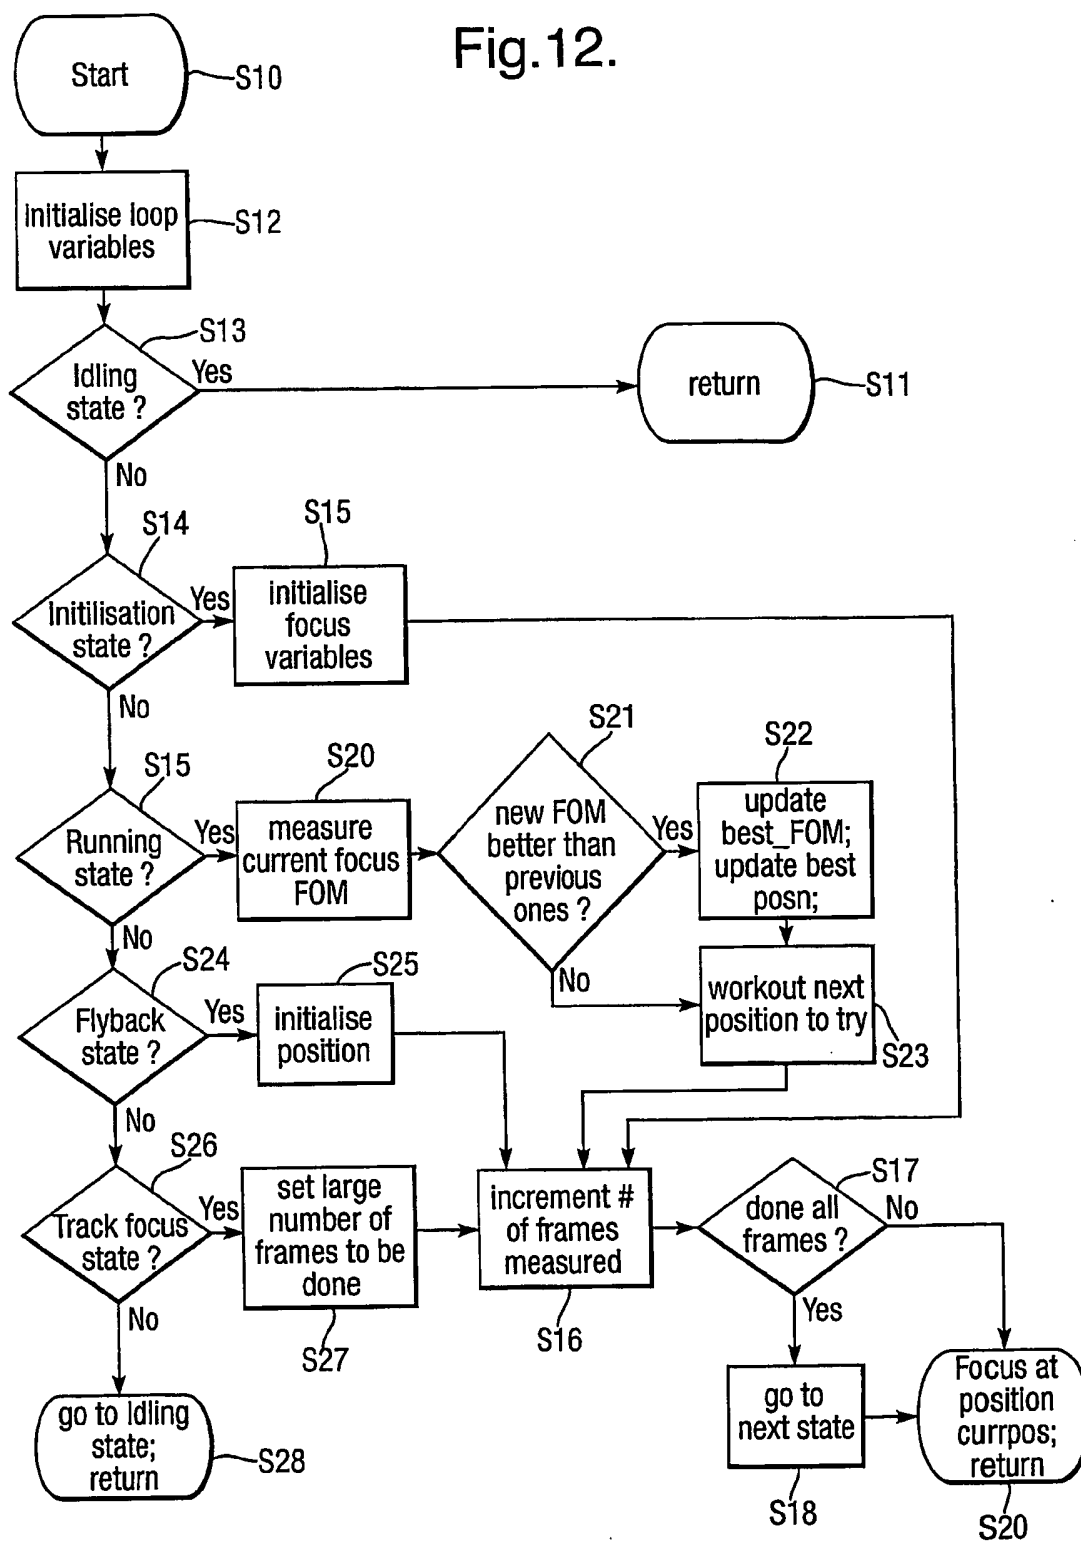 Fig.12.
Start
S10
initialise loop
variables
S12
S13
Idling
state ?
Yes
return
S11
No
S14
Initilisation
state ?
Yes
S15
initialise
focus
variables
No
S15
Running
state ?
Yes
S20
measure
current focus
FOM
S21
new FOM
better than
previous
ones ?
Yes
S22
update
best_FOM;
update best
posn;
No
workout next
position to try
S23
No
S24
Flyback
state ?
Yes
S25
initialise
position
No
S26
Track focus
state ?
Yes
set large
number of
frames to be
done
S27
increment #
of frames
measured
S16
S17
done all
frames ?
No
Yes
go to
next state
S18
Focus at
position
currpos;
return
S20
No
go to Idling
state;
return
S28